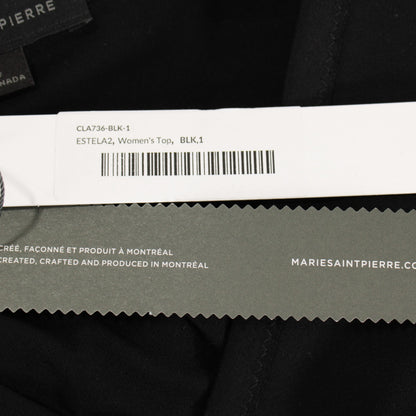 PIERRE
NADA
CLA736-BLK-1
ESTELA2, Women's Top, BLK,1
CRÉÉ, FAÇONNÉ ET PRODUIT À MONTRÉAL
CREATED, CRAFTED AND PRODUCED IN MONTRÉAL
MARIESAINTPIERRE.CO